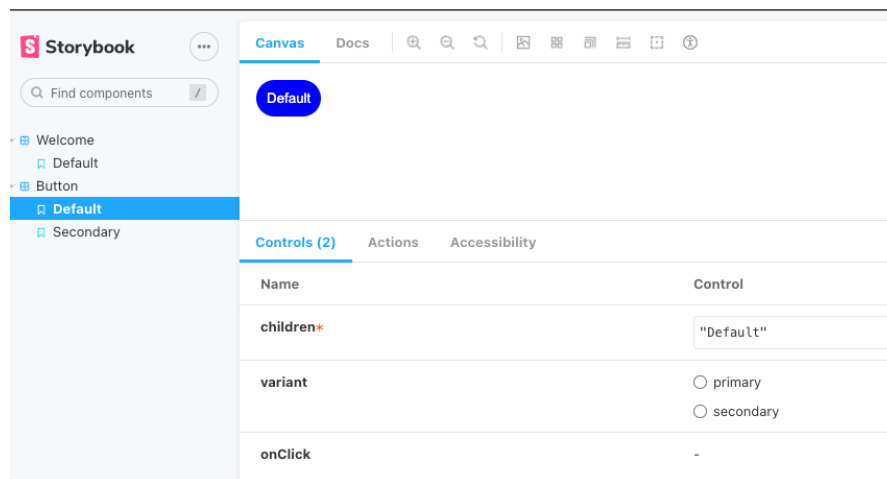 Storybook
Find components
/
Welcome
Default
Button
Default
Secondary
Canvas
Docs
Default
Controls (2)
Actions
Accessibility
Name
Control
children*
"Default"
variant
primary
secondary
onClick
-